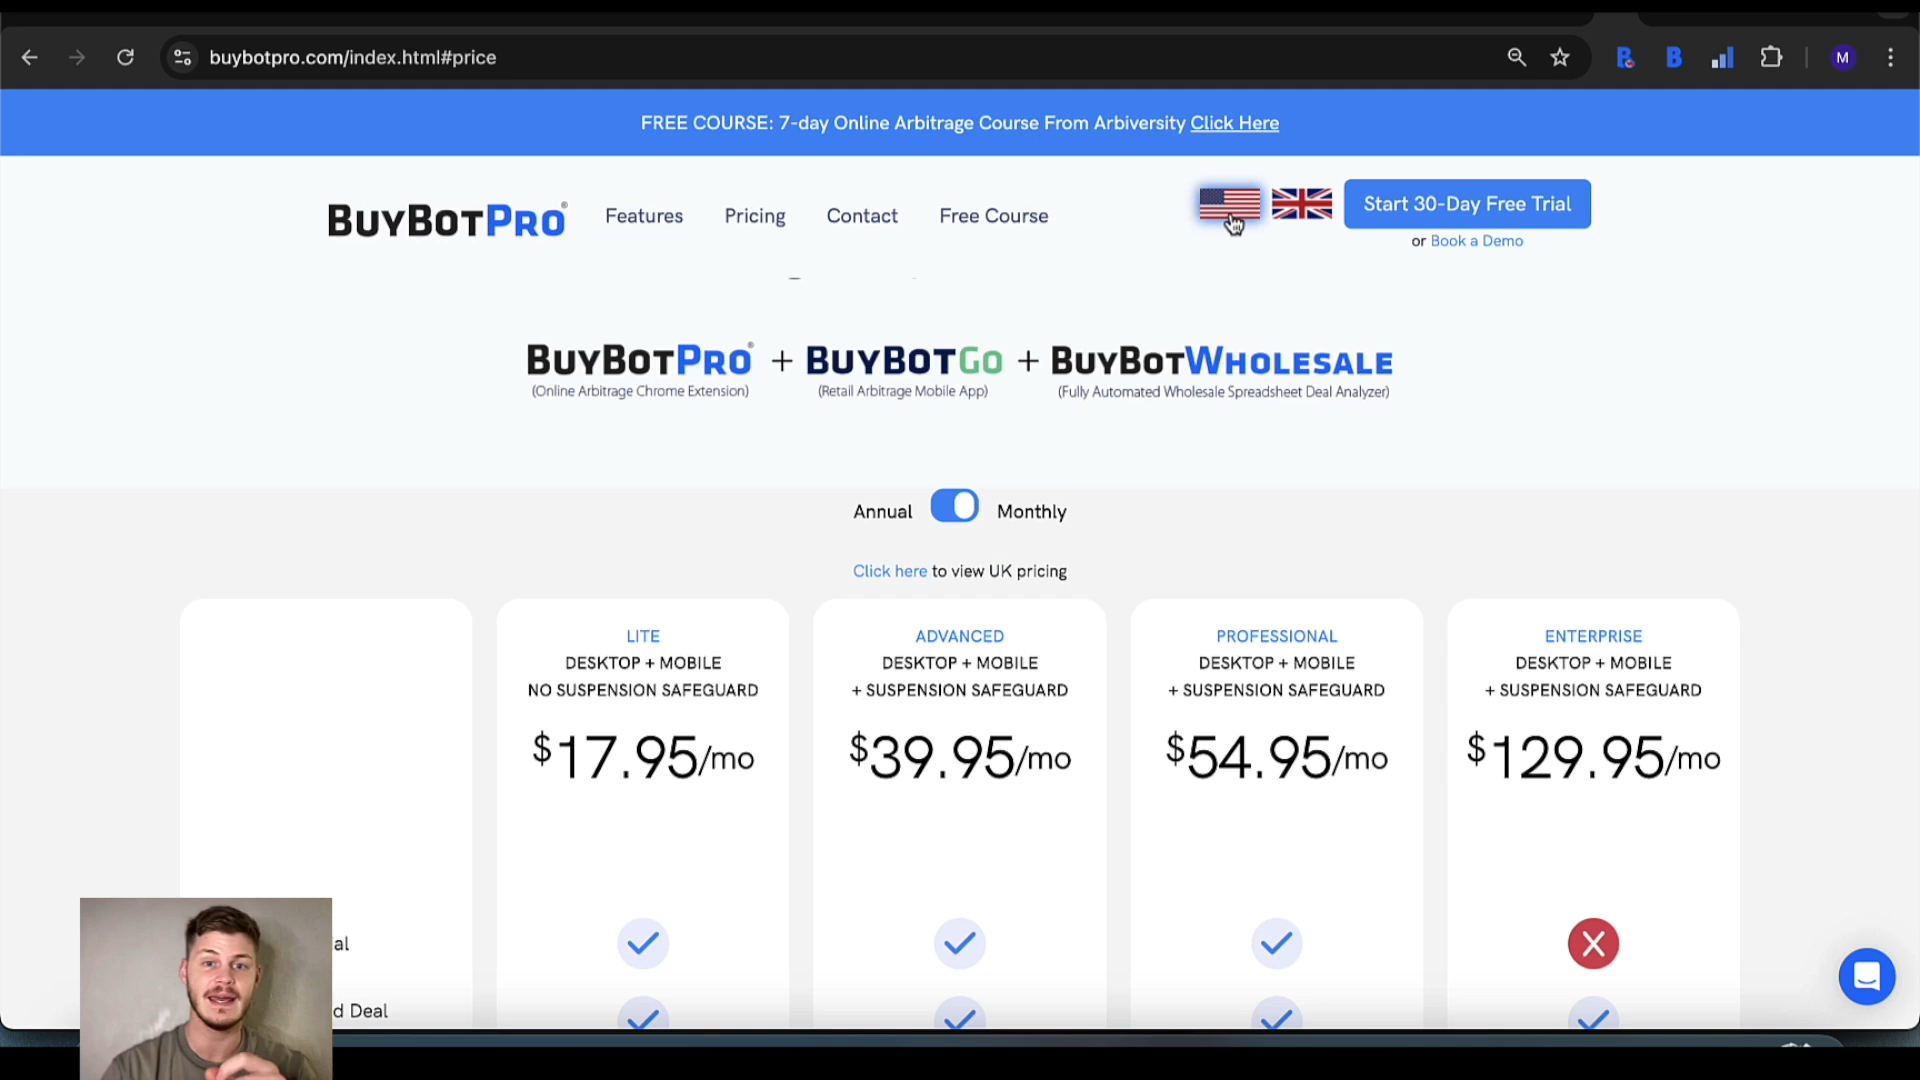 buybotpro.com/index.html#price
M
FREE COURSE: 7-day Online Arbitrage Course From Arbiversity Click Here
BUYBOTPRO®
Features
Pricing
Contact
Free Course
Start 30-Day Free Trial
or Book a Demo
BUYBOTPRO® + BUYBOTGO + BUYBOTWHOLESALE
(Online Arbitrage Chrome Extension)
(Retail Arbitrage Mobile App)
(Fully Automated Wholesale Spreadsheet Deal Analyzer)
Annual
Monthly
Click here to view UK pricing
LITE
DESKTOP + MOBILE
NO SUSPENSION SAFEGUARD
$17.95/mo
ADVANCED
DESKTOP + MOBILE
+ SUSPENSION SAFEGUARD
$39.95/mo
PROFESSIONAL
DESKTOP + MOBILE
+ SUSPENSION SAFEGUARD
$54.95/mo
ENTERPRISE
DESKTOP + MOBILE
+ SUSPENSION SAFEGUARD
$129.95/mo
al
d Deal